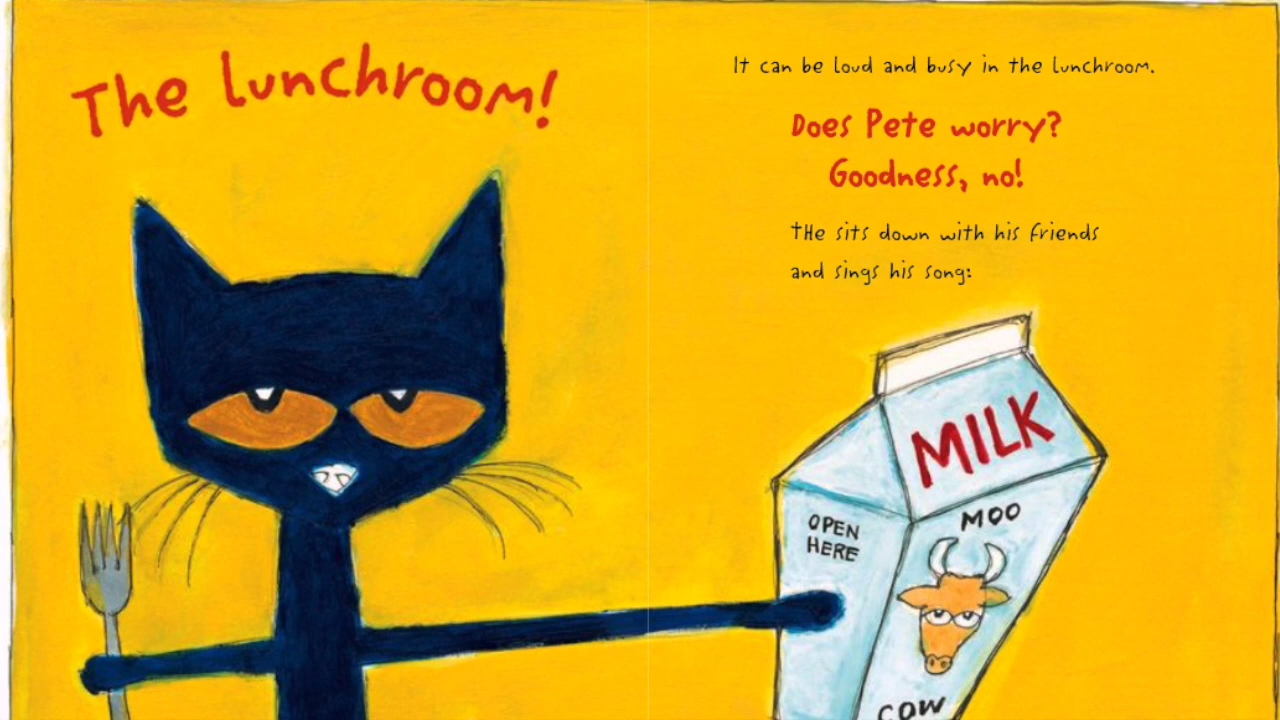 The lunchroom!
It can be loud and busy in the lunchroom.
Does Pete worry?
Goodness, no!
tHe sits down with his friends
and sings his song:
MILK
OPEN
HERE
MOO
COW